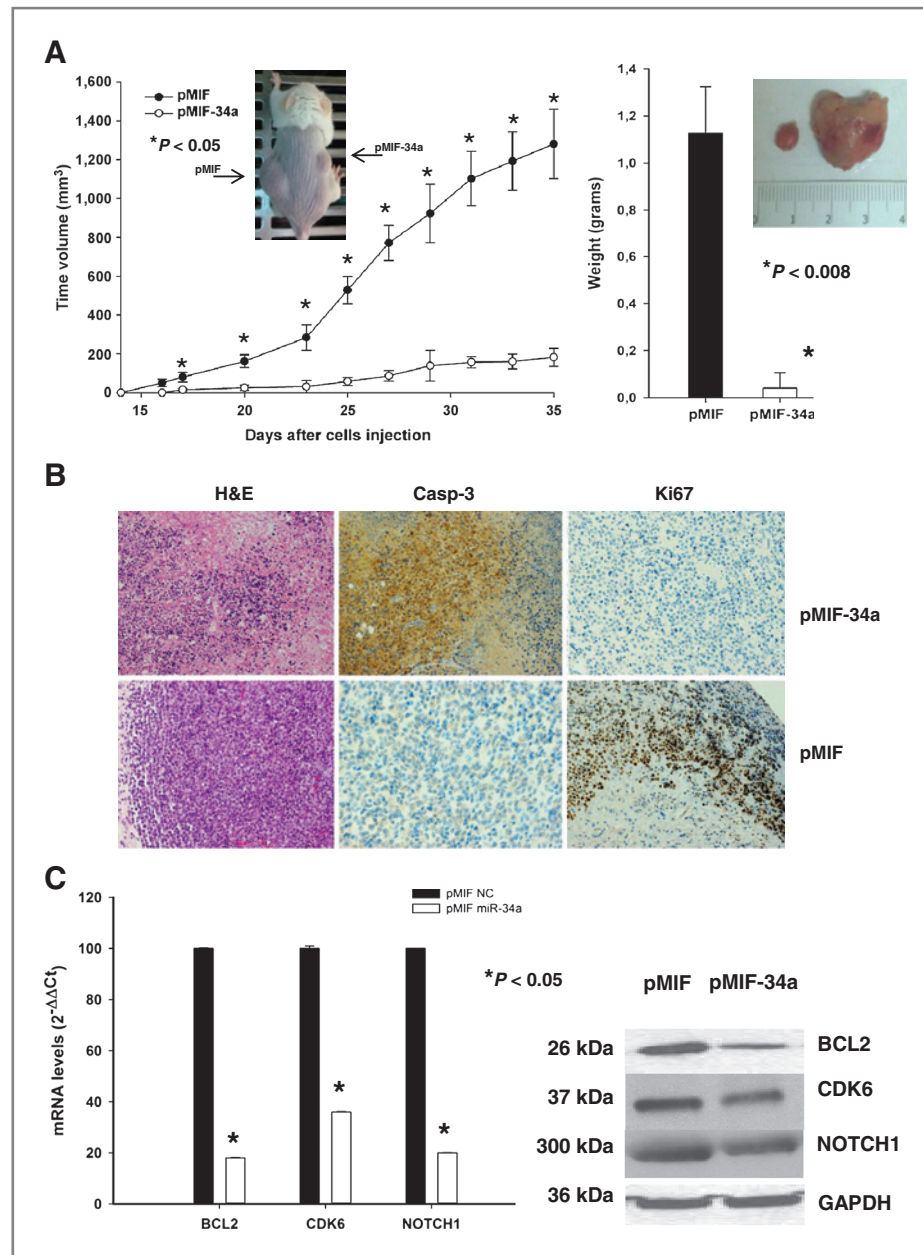 A
1,600
1,400
1,200
1,000
800
600
400
200
0
Time volume (mm³)
pMIF
pMIF-34a
*P < 0.05
pMIF
pMIF-34a
* * * * * * * * * *
15 20 25 30 35
Days after cells injection
1,4
1,2
1,0
0,8
0,6
0,4
0,2
0,0
Weight (grams)
0 1 2 3 4
*P < 0.008
*
pMIF pMIF-34a
B
H&E Casp-3 Ki67
pMIF-34a
pMIF
C
120
100
80
60
40
20
0
mRNA levels (2^-ΔΔCt)
pMIF NC
pMIF miR-34a
*P < 0.05
* * *
BCL2 CDK6 NOTCH1
pMIF pMIF-34a
26 kDa BCL2
37 kDa CDK6
300 kDa NOTCH1
36 kDa GAPDH